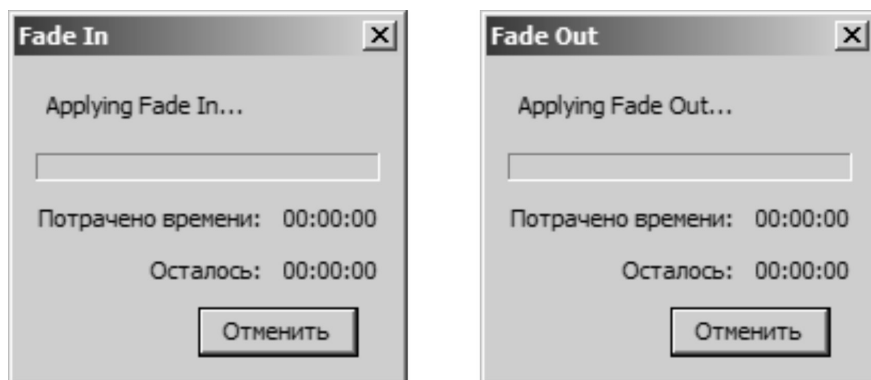 Fade In
Applying Fade In...
Потрачено времени: 00:00:00
Осталось: 00:00:00
Отменить
Fade Out
Applying Fade Out...
Потрачено времени: 00:00:00
Осталось: 00:00:00
Отменить